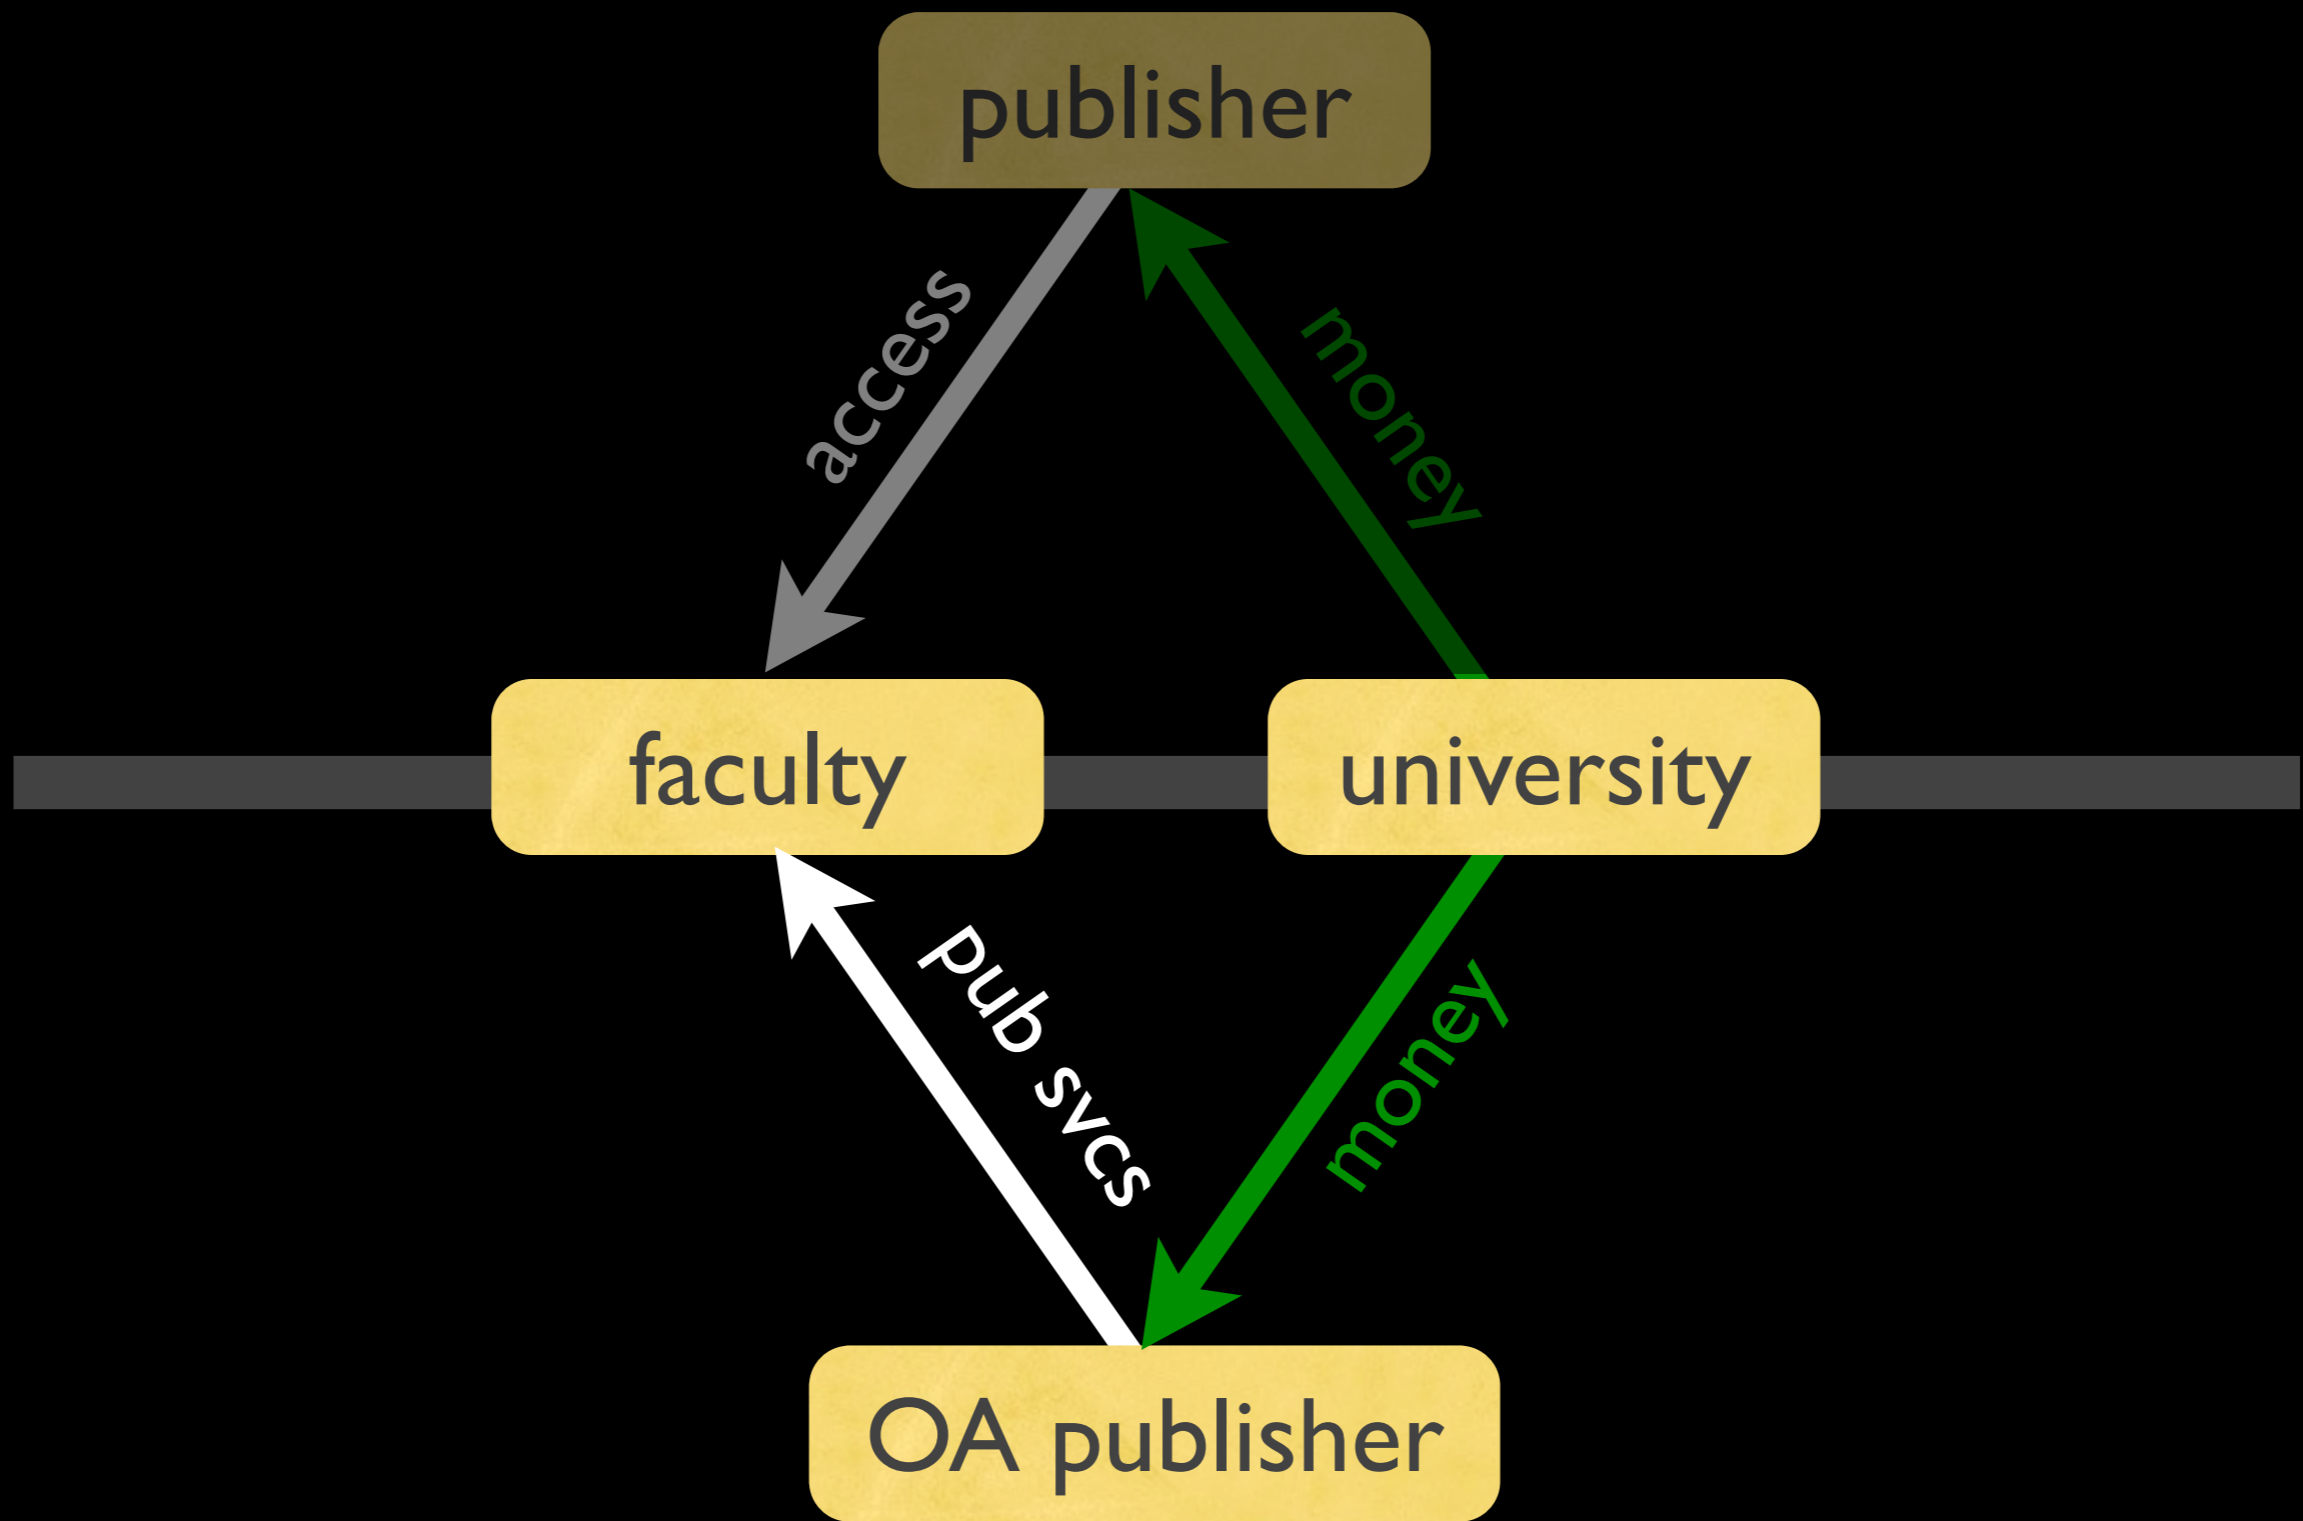 publisher
access
money
faculty
university
pub svcs
money
OA publisher